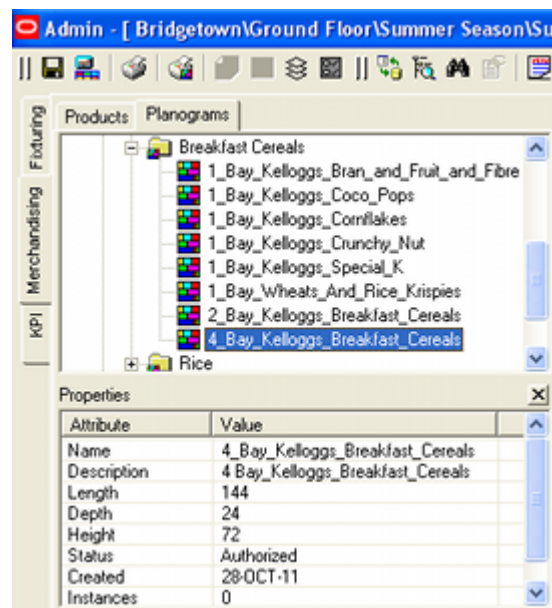 Admin - [ Bridgetown\Ground Floor\Summer Season\Su
Products Planograms
Fixturing
Merchandising
KPI
Breakfast Cereals
1_Bay_Kelloggs_Bran_and_Fruit_and_Fibre
1_Bay_Kelloggs_Coco_Pops
1_Bay_Kelloggs_Cornflakes
1_Bay_Kelloggs_Crunchy_Nut
1_Bay_Kelloggs_Special_K
1_Bay_Wheats_And_Rice_Krispies
2_Bay_Kelloggs_Breakfast_Cereals
4_Bay_Kelloggs_Breakfast_Cereals
Rice
Properties
Attribute Value
Name 4_Bay_Kelloggs_Breakfast_Cereals
Description 4 Bay_Kelloggs_Breakfast_Cereals
Length 144
Depth 24
Height 72
Status Authorized
Created 28-OCT-11
Instances 0